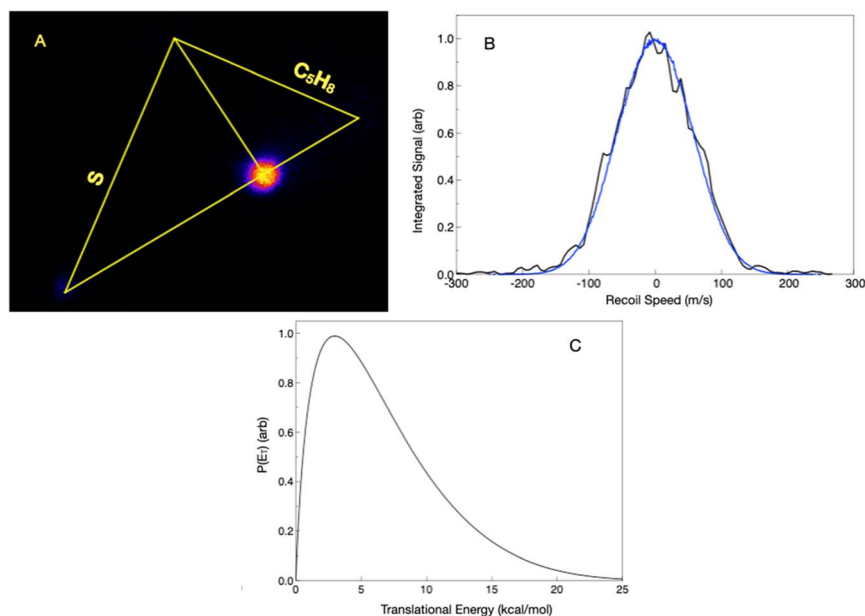 A
S
C₅H₈
B
Integrated Signal (arb)
1.0
0.8
0.6
0.4
0.2
0.0
-300 -200 -100 0 100 200 300
Recoil Speed (m/s)
C
P(Eₜ) (arb)
1.0
0.8
0.6
0.4
0.2
0.0
0 5 10 15 20 25
Translational Energy (kcal/mol)